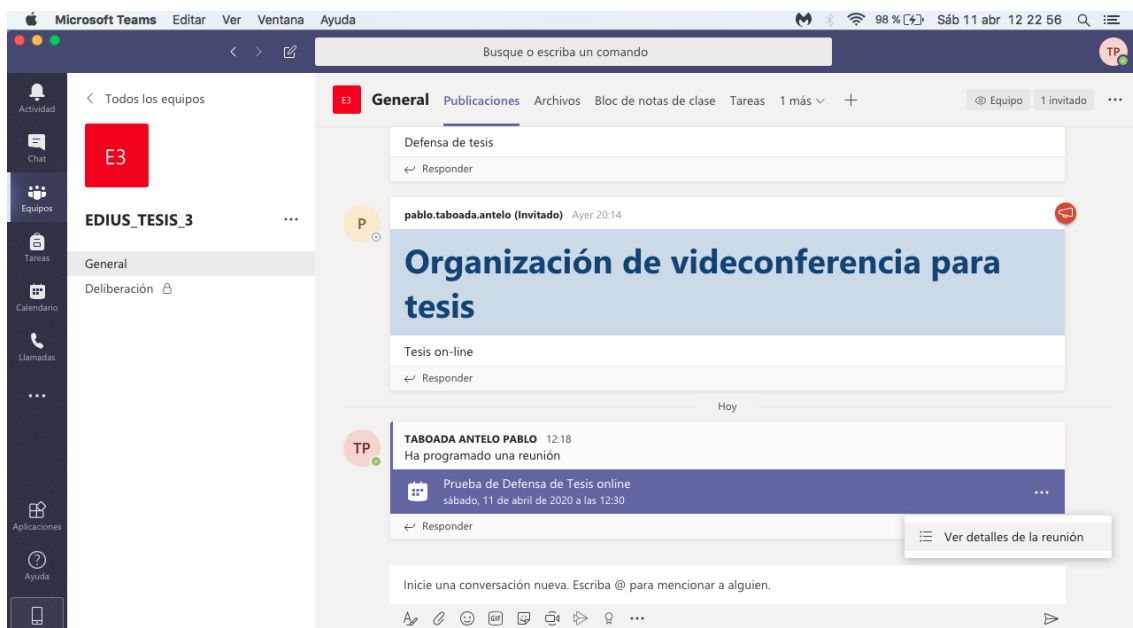 Microsoft Teams Editar Ver Ventana Ayuda 98 % Sáb 11 abr 12 22 56
Busque o escriba un comando
TP
Actividad
Chat
Equipos
Tareas
Calendario
Llamadas
Aplicaciones
Ayuda
Todos los equipos
E3
EDIUS_TESIS_3
General
Deliberación
E3 General Publicaciones Archivos Bloc de notas de clase Tareas 1 más Equipo 1 invitado
Defensa de tesis
Responder
P
pablo.taboada.antelo (Invitado) Ayer 20:14
Organización de videconferencia para
tesis
Tesis on-line
Responder
Hoy
TP
TABOADA ANTELO PABLO 12:18
Ha programado una reunión
Prueba de Defensa de Tesis online
sábado, 11 de abril de 2020 a las 12:30
Responder
Ver detalles de la reunión
Inicie una conversación nueva. Escriba @ para mencionar a alguien.
GIF